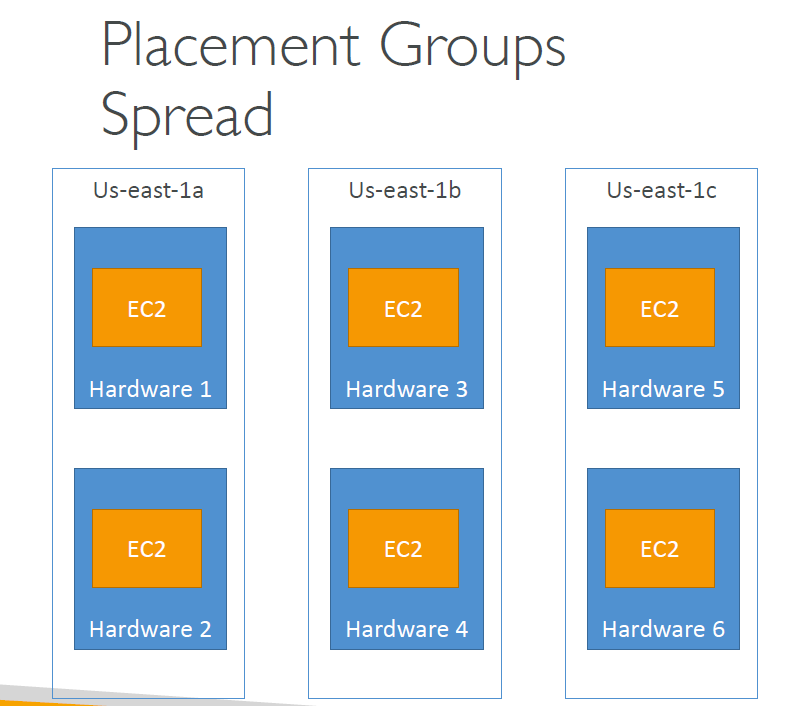 Placement Groups
Spread
Us-east-1a
EC2
Hardware 1
EC2
Hardware 2
Us-east-1b
EC2
Hardware 3
EC2
Hardware 4
Us-east-1c
EC2
Hardware 5
EC2
Hardware 6